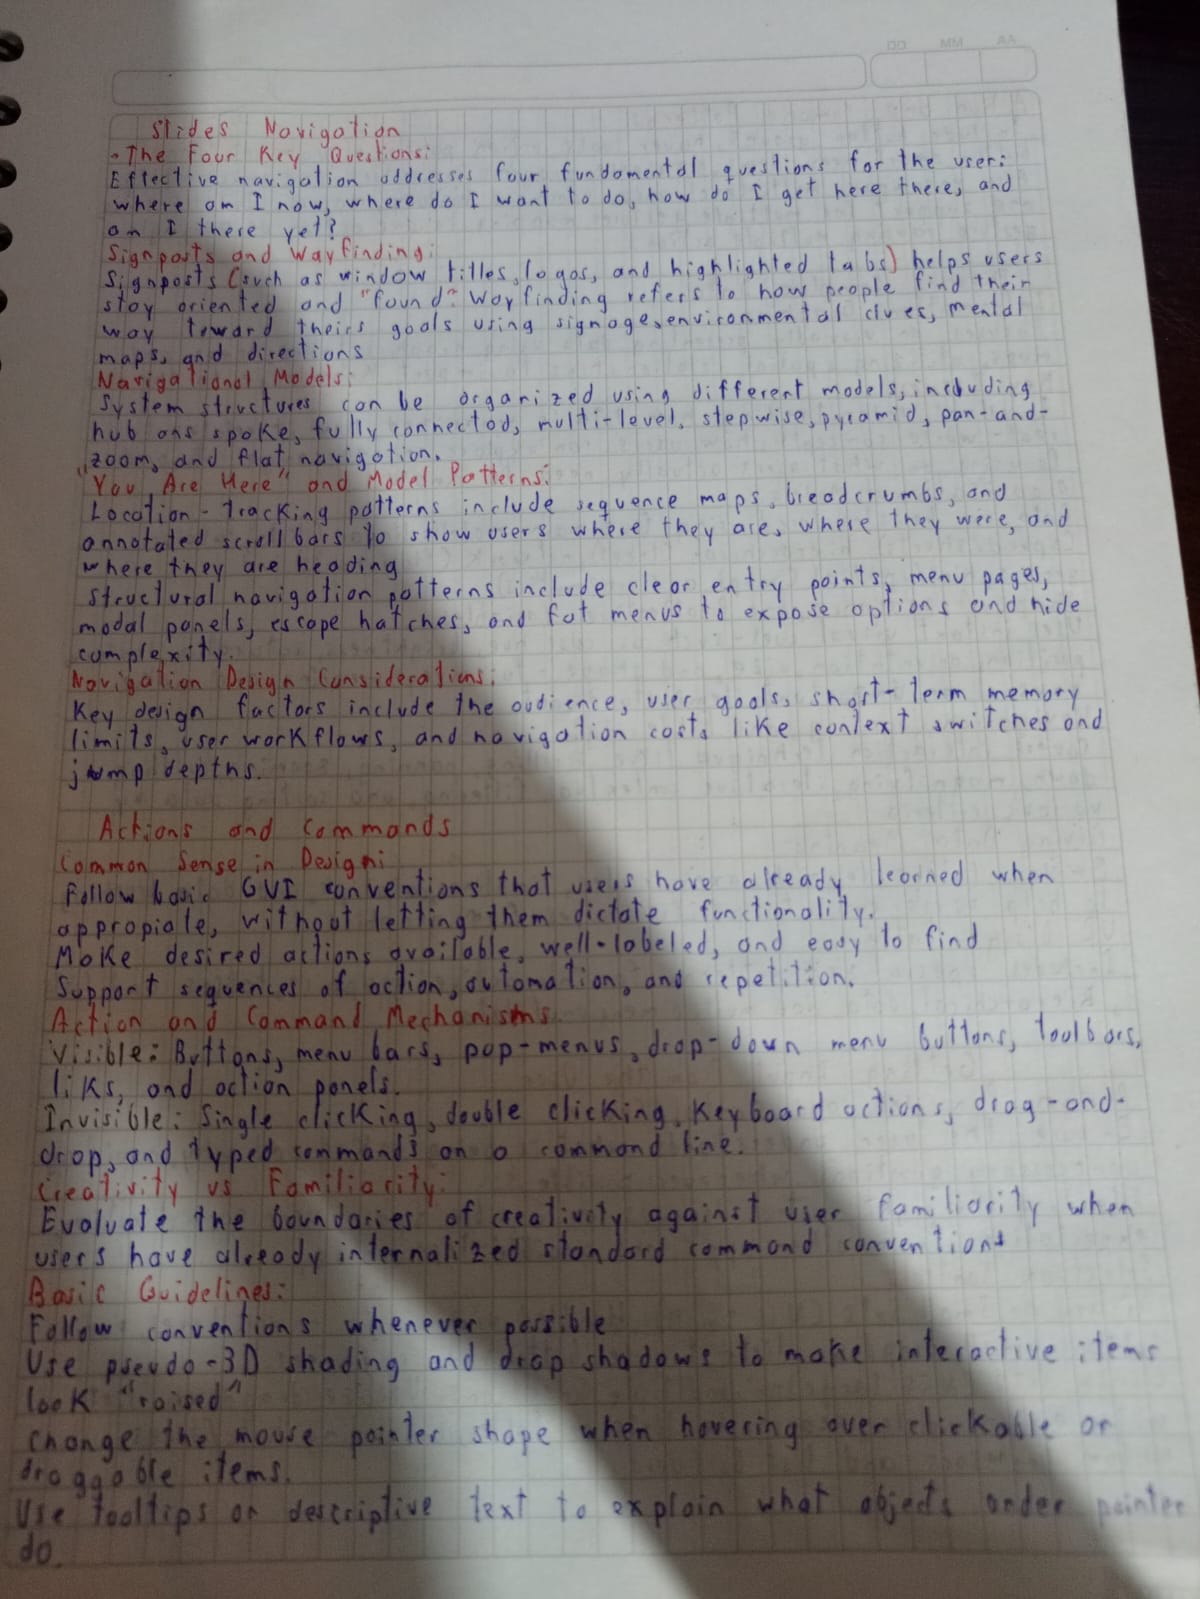 DD MM AA
Slides Navigation
- The Four Key Questions:
Effective navigation addresses four fundamental questions for the user:
where am I now, where do I want to do, how do I get here there, and
am I there yet?
Signposts and Wayfinding:
Signposts (such as window titles, logos, and highlighted tabs) helps users
stay oriented and "found". Wayfinding refers to how people find their
way toward theirs goals using signage, environmental clues, mental
maps, and directions
Navigational Models:
System structures can be organized using different models, including
hub ans spoke, fully connected, multi-level, stepwise, pyramid, pan-and-
zoom, and flat navigation.
"You Are Here" and Model Patterns:
Location - Tracking patterns include sequence maps, breadcrumbs, and
annotated scroll bars to show users where they are, where they were, and
where they are heading
Structural navigation patterns include clear entry points, menu pages,
modal panels, escape hatches, and fat menus to expose options and hide
complexity.
Navigation Design Considerations:
Key design factors include the audience, user goals, short-term memory
limits, user workflows, and navigation costs like context switches and
jump depths.
Actions and Commands
Common Sense in Design:
Follow basic GUI conventions that users have already learned when
appropiate, without letting them dictate functionality.
Make desired actions available, well-labeled, and easy to find
Support sequences of action, automation, and repetition.
Action and Command Mechanisms
Visible: Buttons, menu bars, pop-menus, drop-down menu buttons, toolbars,
liks, and action panels.
Invisible: Single clicking, double clicking, Keyboard actions, drag-and-
drop, and typed commands on a command line.
Creativity vs Familiarity:
Evaluate the boundaries of creativity against user familiarity when
users have already internalized standard command conventions
Basic Guidelines:
Follow conventions whenever possible
Use pseudo-3D shading and drop shadows to make interactive items
look "raised"
Change the mouse pointer shape when hovering over clickable or
draggable items.
Use tooltips or descriptive text to explain what objects under pointer
do.